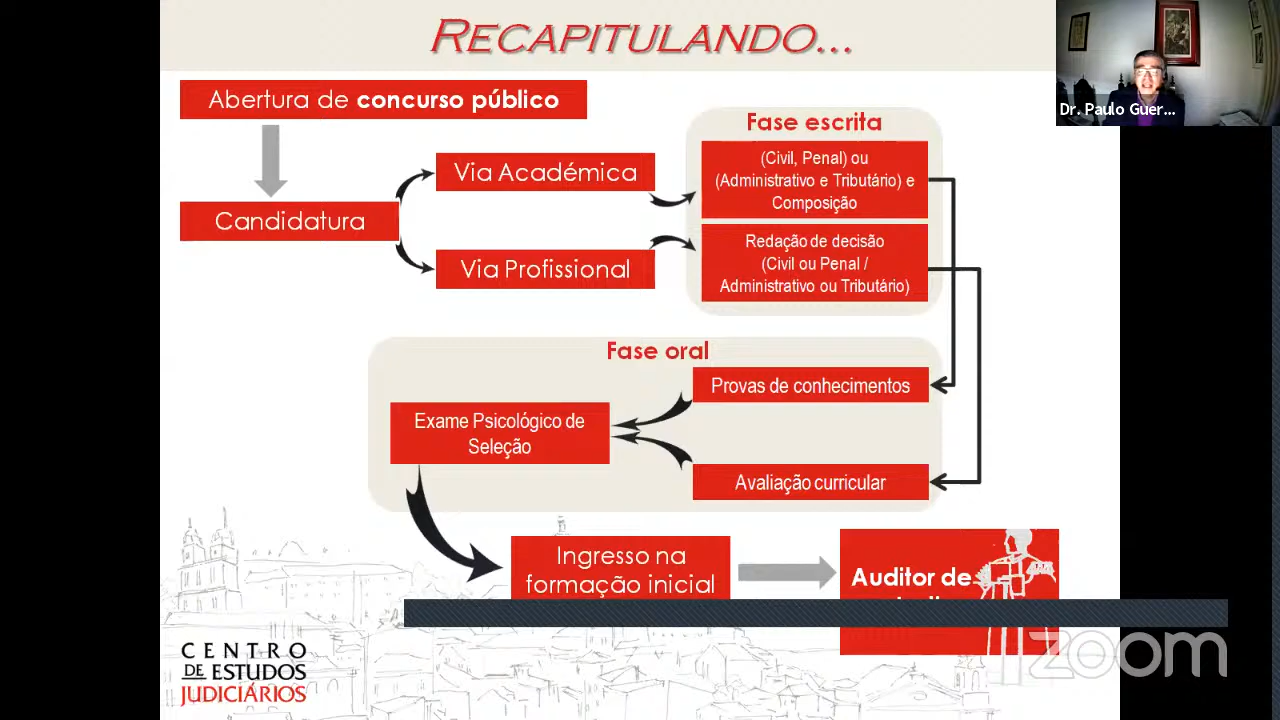 RECAPITULANDO...
Dr. Paulo Guer...
Abertura de concurso público
Candidatura
Via Académica
Via Profissional
Fase escrita
(Civil, Penal) ou
(Administrativo e Tributário) e
Composição
Redação de decisão
(Civil ou Penal /
Administrativo ou Tributário)
Fase oral
Provas de conhecimentos
Exame Psicológico de
Seleção
Avaliação curricular
Ingresso na
formação inicial
Auditor de
CENTRO
DE ESTUDOS
JUDICIÁRIOS
zoom